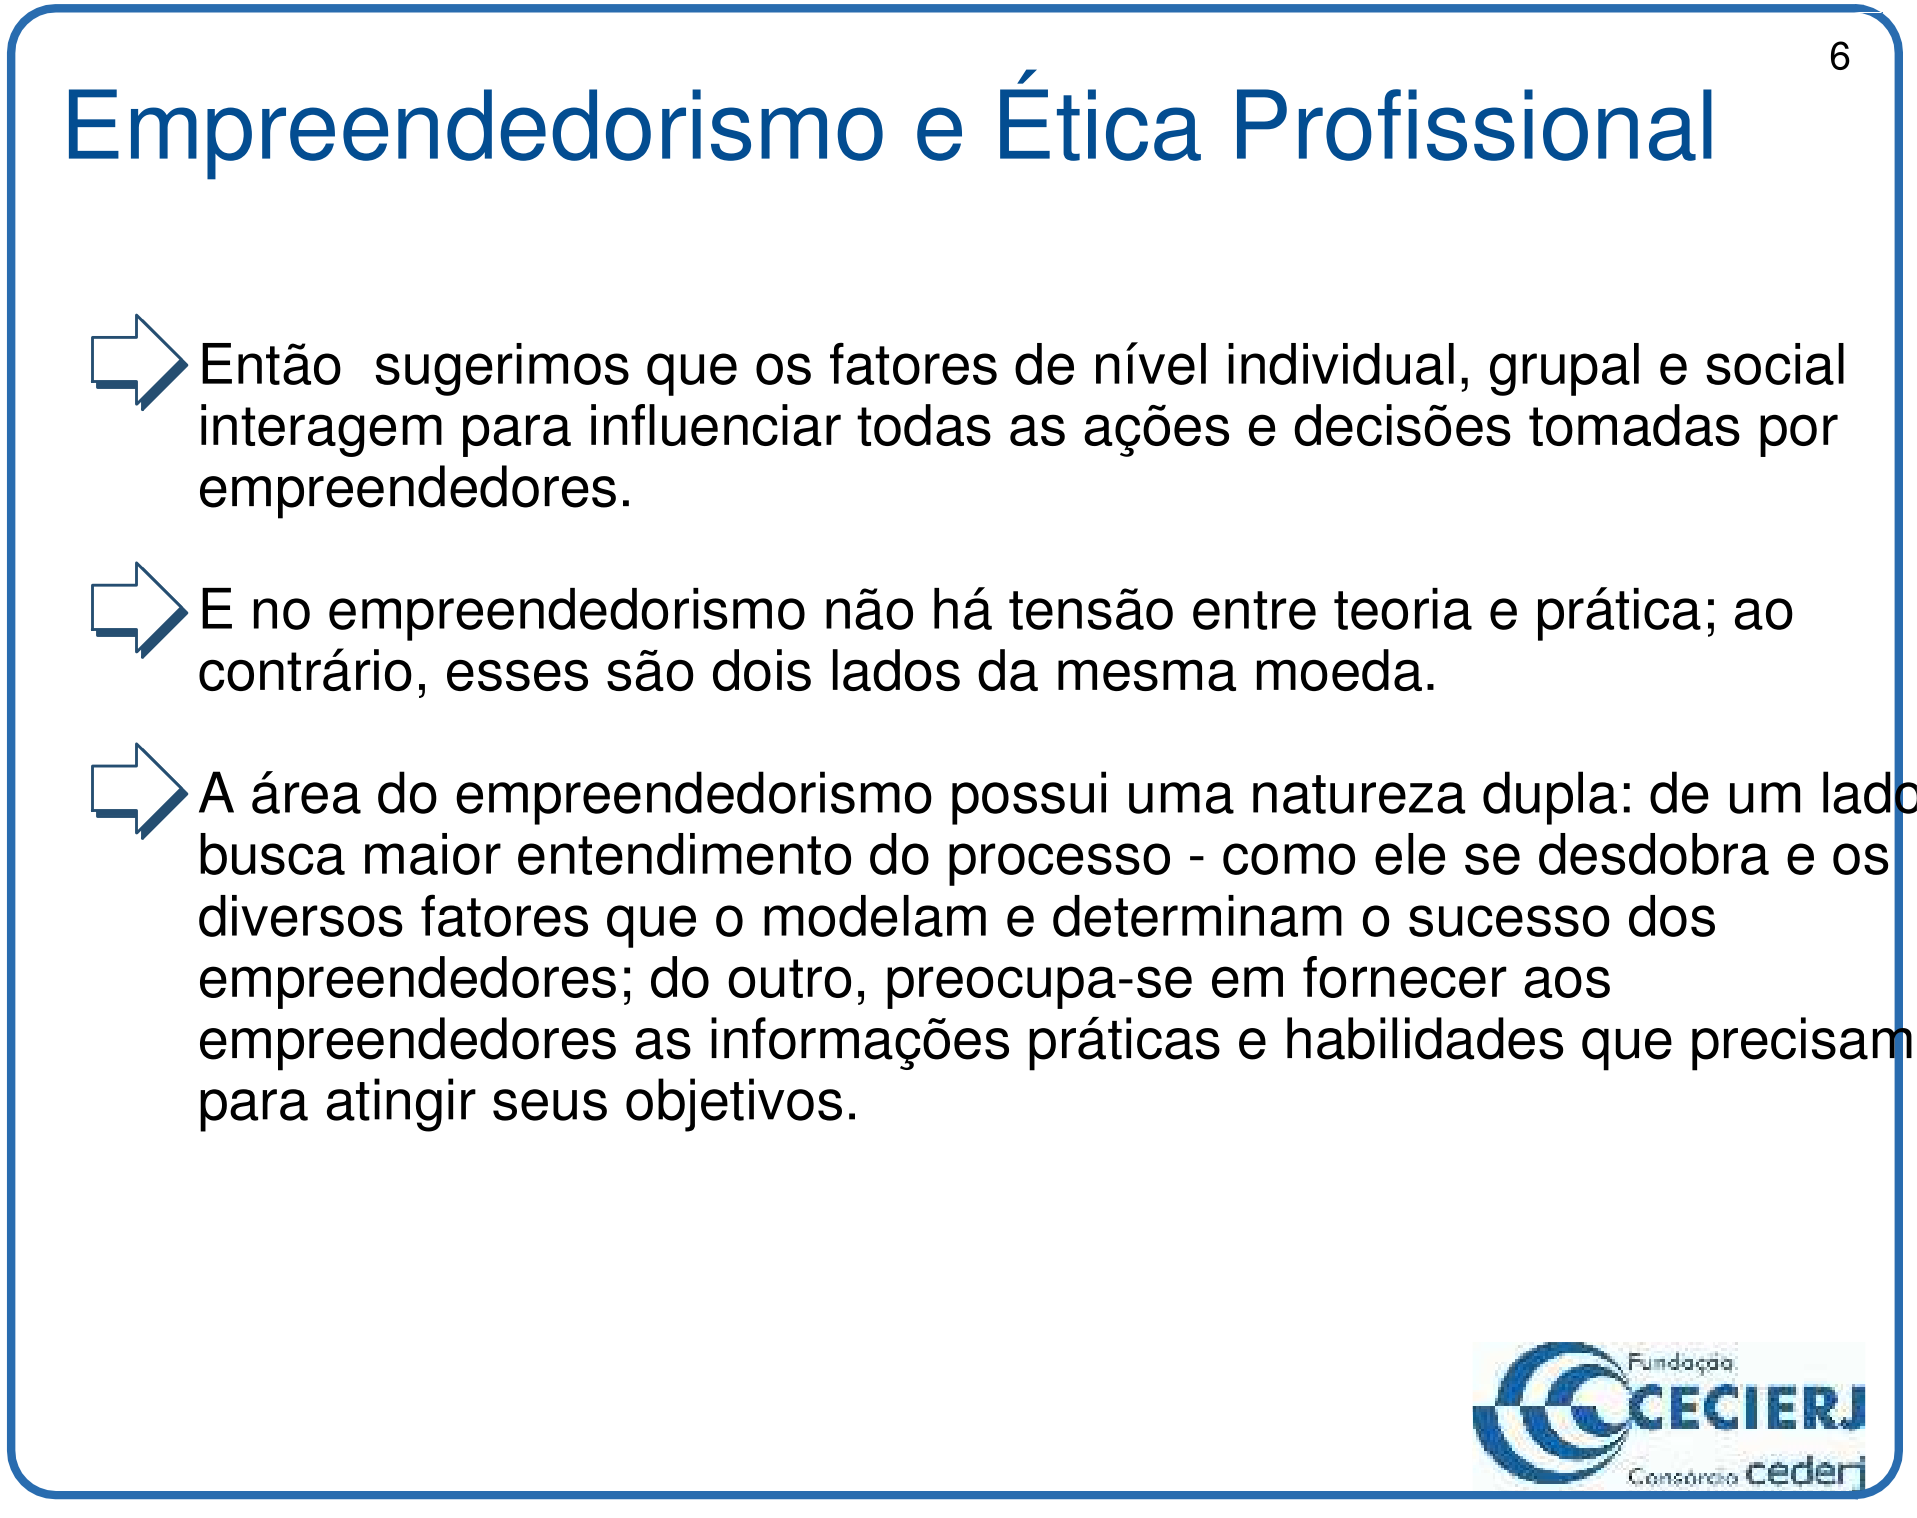 6
Empreendedorismo e Ética Profissional
Então  sugerimos que os fatores de nível individual, grupal e social
interagem para influenciar todas as ações e decisões tomadas por
empreendedores.
E no empreendedorismo não há tensão entre teoria e prática; ao
contrário, esses são dois lados da mesma moeda.
A área do empreendedorismo possui uma natureza dupla: de um lado
busca maior entendimento do processo - como ele se desdobra e os
diversos fatores que o modelam e determinam o sucesso dos
empreendedores; do outro, preocupa-se em fornecer aos
empreendedores as informações práticas e habilidades que precisam
para atingir seus objetivos.
Fundação
CECIERJ
Consórcio cederj